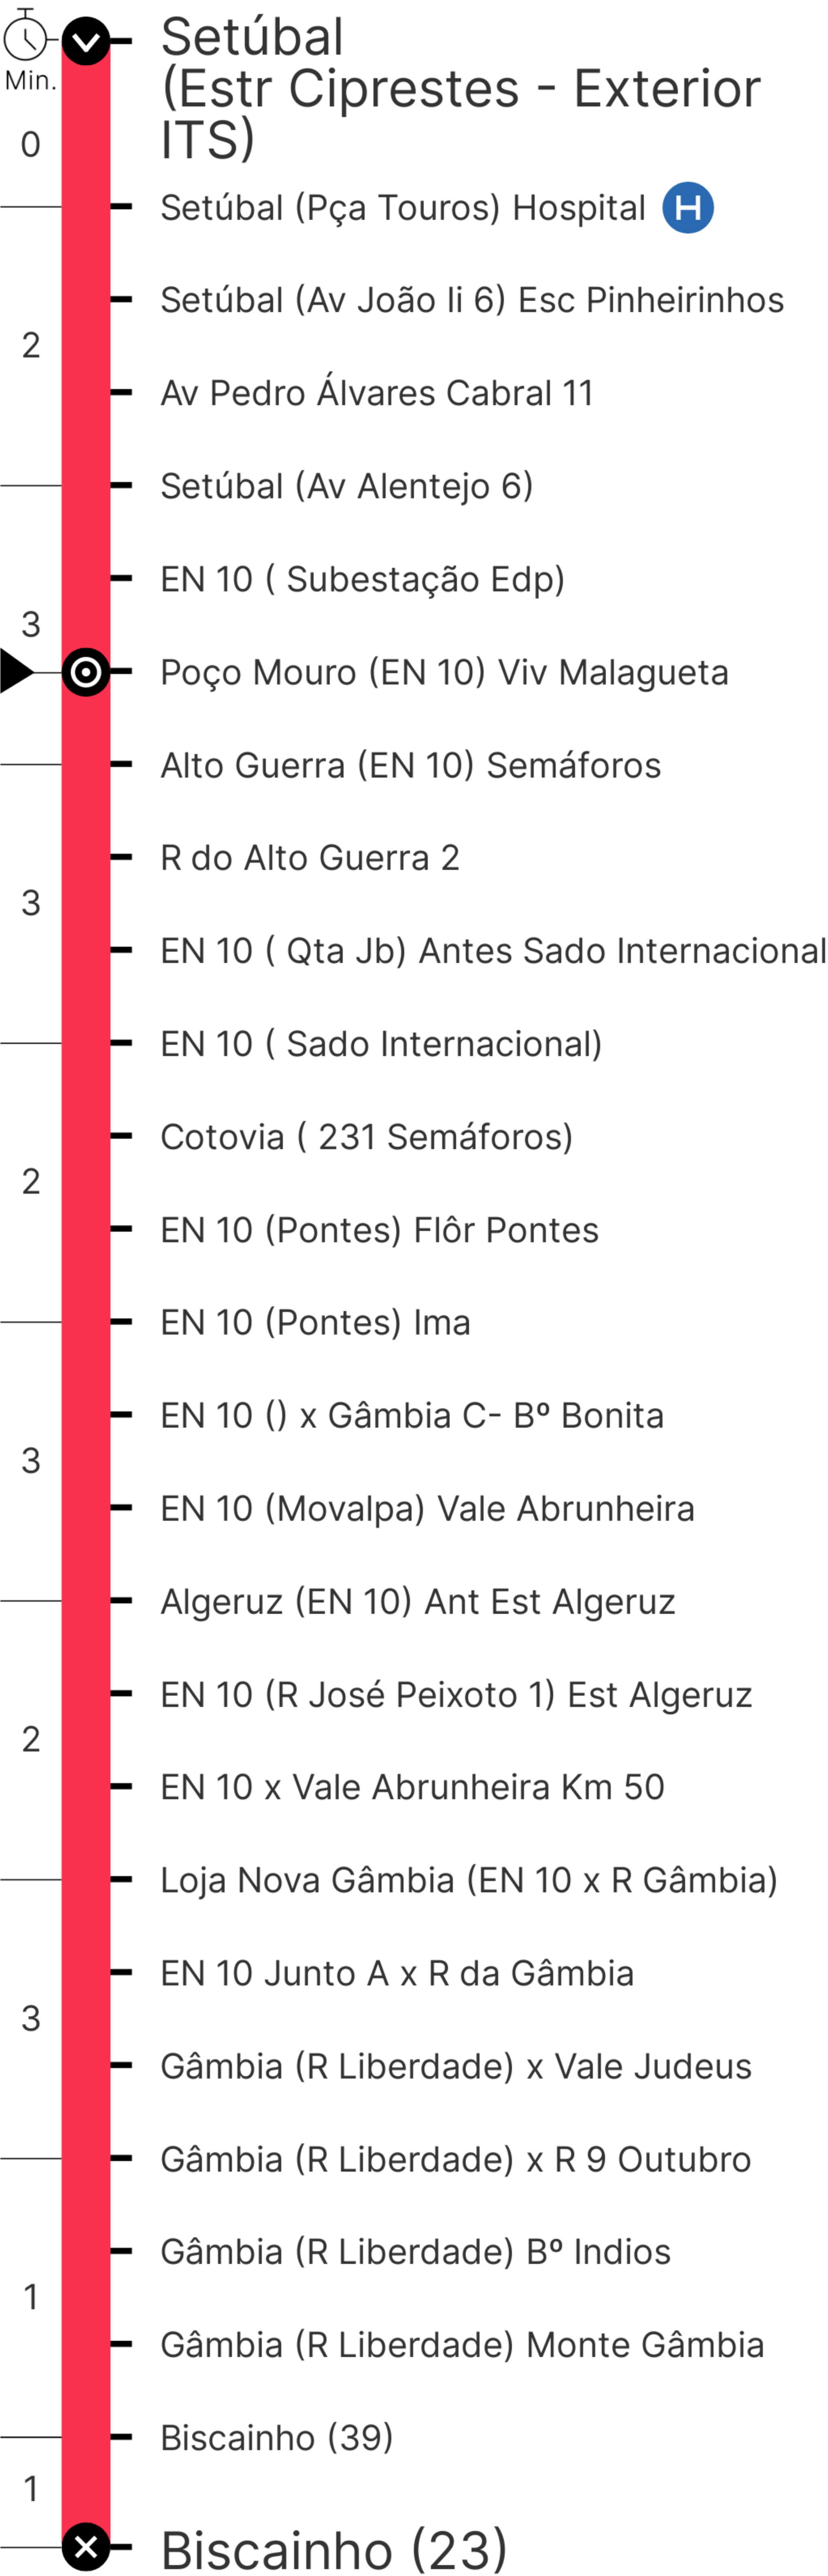 Setúbal
(Estr Ciprestes - Exterior
ITS)
Min.
0
Setúbal (Pça Touros) Hospital H
Setúbal (Av João Ii 6) Esc Pinheirinhos
2
Av Pedro Álvares Cabral 11
Setúbal (Av Alentejo 6)
EN 10 ( Subestação Edp)
3
Poço Mouro (EN 10) Viv Malagueta
Alto Guerra (EN 10) Semáforos
R do Alto Guerra 2
3
EN 10 ( Qta Jb) Antes Sado Internacional
EN 10 ( Sado Internacional)
Cotovia ( 231 Semáforos)
2
EN 10 (Pontes) Flôr Pontes
EN 10 (Pontes) Ima
EN 10 () x Gâmbia C- Bº Bonita
3
EN 10 (Movalpa) Vale Abrunheira
Algeruz (EN 10) Ant Est Algeruz
EN 10 (R José Peixoto 1) Est Algeruz
2
EN 10 x Vale Abrunheira Km 50
Loja Nova Gâmbia (EN 10 x R Gâmbia)
EN 10 Junto A x R da Gâmbia
3
Gâmbia (R Liberdade) x Vale Judeus
Gâmbia (R Liberdade) x R 9 Outubro
Gâmbia (R Liberdade) Bº Indios
1
Gâmbia (R Liberdade) Monte Gâmbia
Biscainho (39)
1
Biscainho (23)